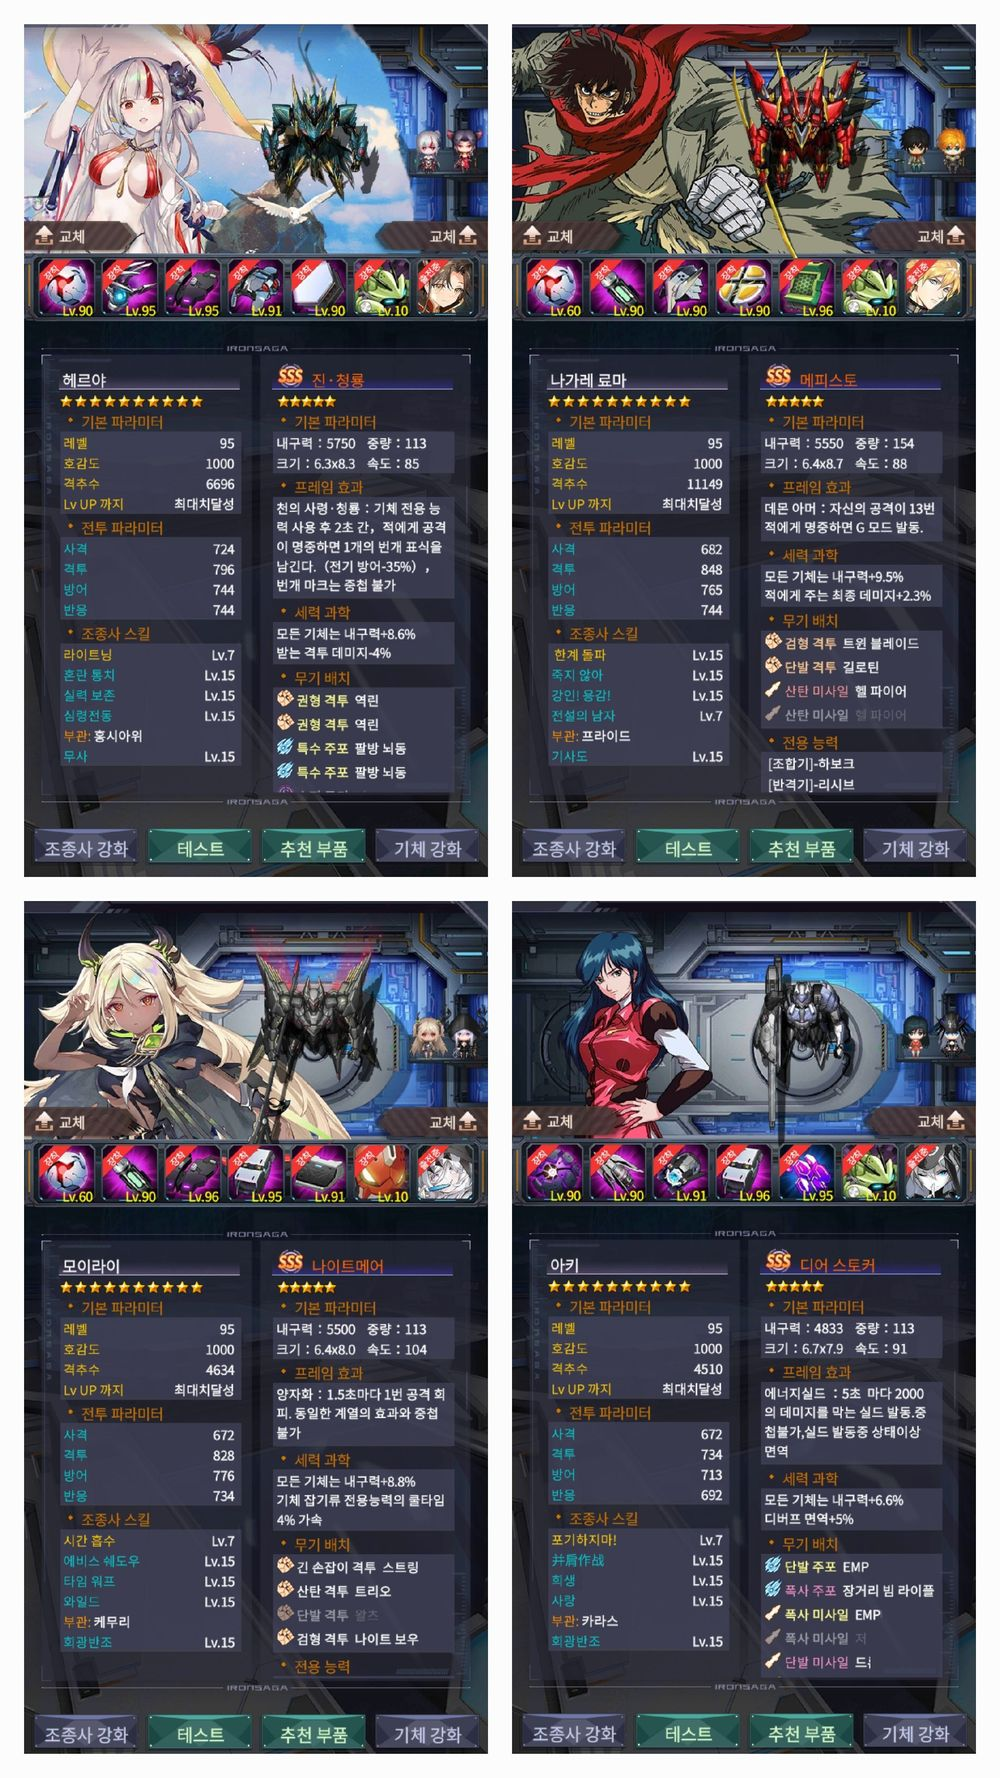 교체
교체
장착
장착
장착
장착
장착
장착
출전중
Lv.90
Lv.95
Lv.95
Lv.91
Lv.90
Lv.10
IRONSAGA
헤르야
기본 파라미터
레벨 95
호감도 1000
격추수 6696
Lv UP 까지 최대치달성
전투 파라미터
사격 724
격투 796
방어 744
반응 744
조종사 스킬
라이트닝 Lv.7
혼란 통치 Lv.15
실력 보존 Lv.15
심령전동 Lv.15
부관: 홍시아위
무사 Lv.15
SSS 진·청룡
기본 파라미터
내구력 : 5750 중량 : 113
크기 : 6.3x8.3 속도 : 85
프레임 효과
천의 사령·청룡 : 기체 전용 능
력 사용 후 2초 간, 적에게 공격
이 명중하면 1개의 번개 표식을
남긴다. (전기 방어-35%) ,
번개 마크는 중첩 불가
세력 과학
모든 기체는 내구력+8.6%
받는 격투 데미지-4%
무기 배치
권형 격투 역린
권형 격투 역린
특수 주포 팔방 뇌동
특수 주포 팔방 뇌동
IRONSAGA
조종사 강화
테스트
추천 부품
기체 강화
교체
교체
장착
장착
장착
장착
장착
장착
출전중
Lv.60
Lv.90
Lv.90
Lv.90
Lv.96
Lv.10
IRONSAGA
나가레 료마
기본 파라미터
레벨 95
호감도 1000
격추수 11149
Lv UP 까지 최대치달성
전투 파라미터
사격 682
격투 848
방어 765
반응 744
조종사 스킬
한계 돌파 Lv.15
죽지 않아 Lv.15
강인! 용감! Lv.15
전설의 남자 Lv.7
부관: 프라이드
기사도 Lv.15
SSS 메피스토
기본 파라미터
내구력 : 5550 중량 : 154
크기 : 6.4x8.7 속도 : 88
프레임 효과
데몬 아머 : 자신의 공격이 13번
적에게 명중하면 G 모드 발동.
세력 과학
모든 기체는 내구력+9.5%
적에게 주는 최종 데미지+2.3%
무기 배치
검형 격투 트윈 블레이드
단발 격투 길로틴
산탄 미사일 헬 파이어
산탄 미사일 헬 파이어
전용 능력
[조합기]-하보크
[반격기]-리시브
IRONSAGA
조종사 강화
테스트
추천 부품
기체 강화
교체
교체
장착
장착
장착
장착
장착
장착
출전중
Lv.60
Lv.90
Lv.96
Lv.95
Lv.91
Lv.10
IRONSAGA
모이라이
기본 파라미터
레벨 95
호감도 1000
격추수 4634
Lv UP 까지 최대치달성
전투 파라미터
사격 672
격투 828
방어 776
반응 734
조종사 스킬
시간 흡수 Lv.7
에비스 쉐도우 Lv.15
타임 워프 Lv.15
와일드 Lv.15
부관: 케무리
회광반조 Lv.15
SSS 나이트메어
기본 파라미터
내구력 : 5500 중량 : 113
크기 : 6.4x8.0 속도 : 104
프레임 효과
양자화 : 1.5초마다 1번 공격 회
피. 동일한 계열의 효과와 중첩
불가
세력 과학
모든 기체는 내구력+8.8%
기체 잡기류 전용능력의 쿨타임
4% 가속
무기 배치
긴 손잡이 격투 스트링
산탄 격투 트리오
단발 격투 왈츠
검형 격투 나이트 보우
전용 능력
IRONSAGA
조종사 강화
테스트
추천 부품
기체 강화
교체
교체
장착
장착
장착
장착
장착
장착
출전중
Lv.90
Lv.90
Lv.91
Lv.96
Lv.95
Lv.10
IRONSAGA
아키
기본 파라미터
레벨 95
호감도 1000
격추수 4510
Lv UP 까지 최대치달성
전투 파라미터
사격 672
격투 734
방어 713
반응 692
조종사 스킬
포기하지마! Lv.7
并肩作战 Lv.15
희생 Lv.15
사랑 Lv.15
부관: 카라스
회광반조 Lv.15
SSS 디어 스토커
기본 파라미터
내구력 : 4833 중량 : 113
크기 : 6.7x7.9 속도 : 91
프레임 효과
에너지실드 : 5초 마다 2000
의 데미지를 막는 실드 발동.중
첩불가,실드 발동중 상태이상
면역
세력 과학
모든 기체는 내구력+6.6%
디버프 면역+5%
무기 배치
단발 주포 EMP
폭사 주포 장거리 빔 라이플
폭사 미사일 EMP
폭사 미사일
단발 미사일
IRONSAGA
조종사 강화
테스트
추천 부품
기체 강화